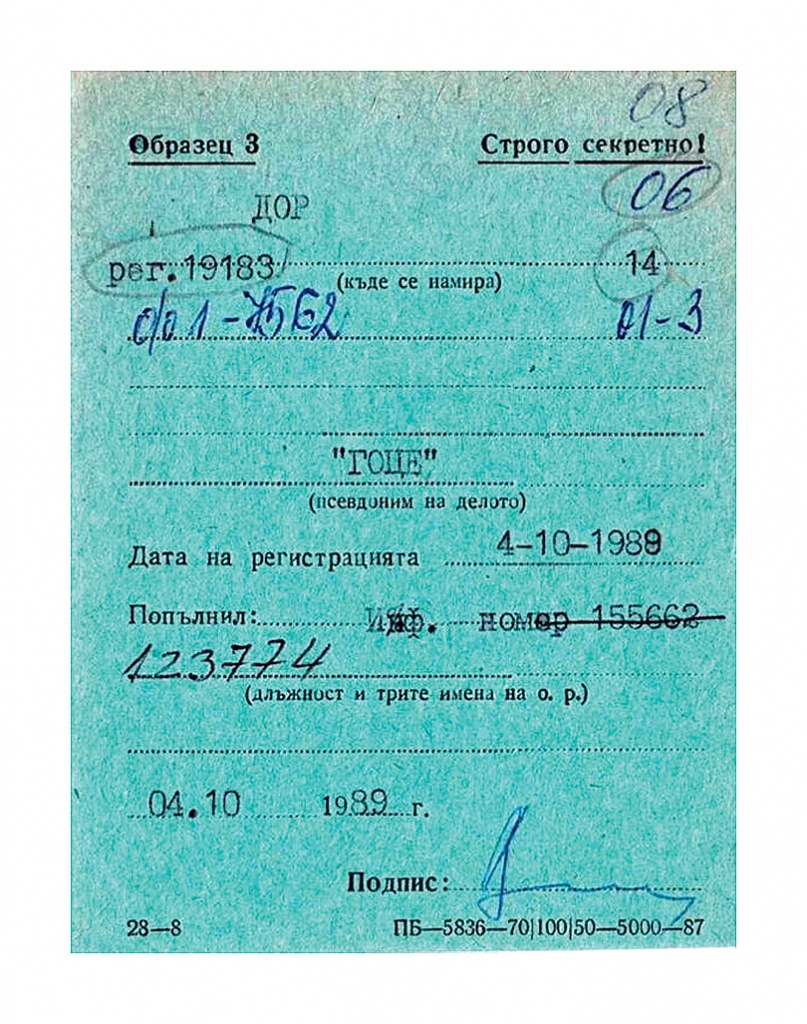 08
Образец 3 Строго секретно!
06
ДОР
рег.19183 14
(къде се намира)
ф/л 1-7562 01-3
"ГОЦЕ"
(псевдоним на делото)
Дата на регистрацията 4-10-1989
Попълнил: Инф. номер 155662
123774
(длъжност и трите имена на о. р.)
04.10 1989 г.
Подпис:
28—8 ПБ—5836—70|100|50—5000—87